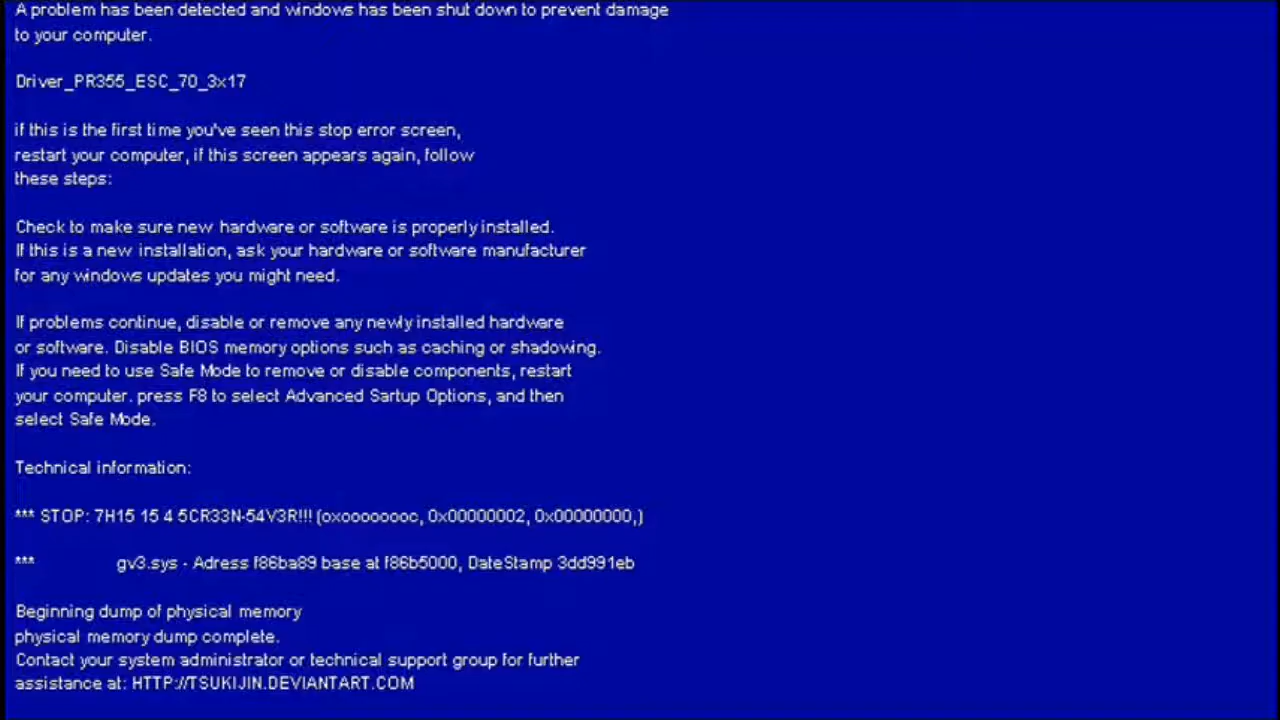 A problem has been detected and windows has been shut down to prevent damage
to your computer.
Driver_PR355_ESC_70_3x17
if this is the first time you've seen this stop error screen,
restart your computer, if this screen appears again, follow
these steps:
Check to make sure new hardware or software is properly installed.
If this is a new installation, ask your hardware or software manufacturer
for any windows updates you might need.
If problems continue, disable or remove any newly installed hardware
or software. Disable BIOS memory options such as caching or shadowing.
If you need to use Safe Mode to remove or disable components, restart
your computer. press F8 to select Advanced Sartup Options, and then
select Safe Mode.
Technical information:
*** STOP: 7H15 15 4 5CR33N-54V3R!!! (oxoooooooc, 0x00000002, 0x00000000,)
*** gv3.sys - Adress f86ba89 base at f86b5000, DateStamp 3dd991eb
Beginning dump of physical memory
physical memory dump complete.
Contact your system administrator or technical support group for further
assistance at: HTTP://TSUKIJIN.DEVIANTART.COM